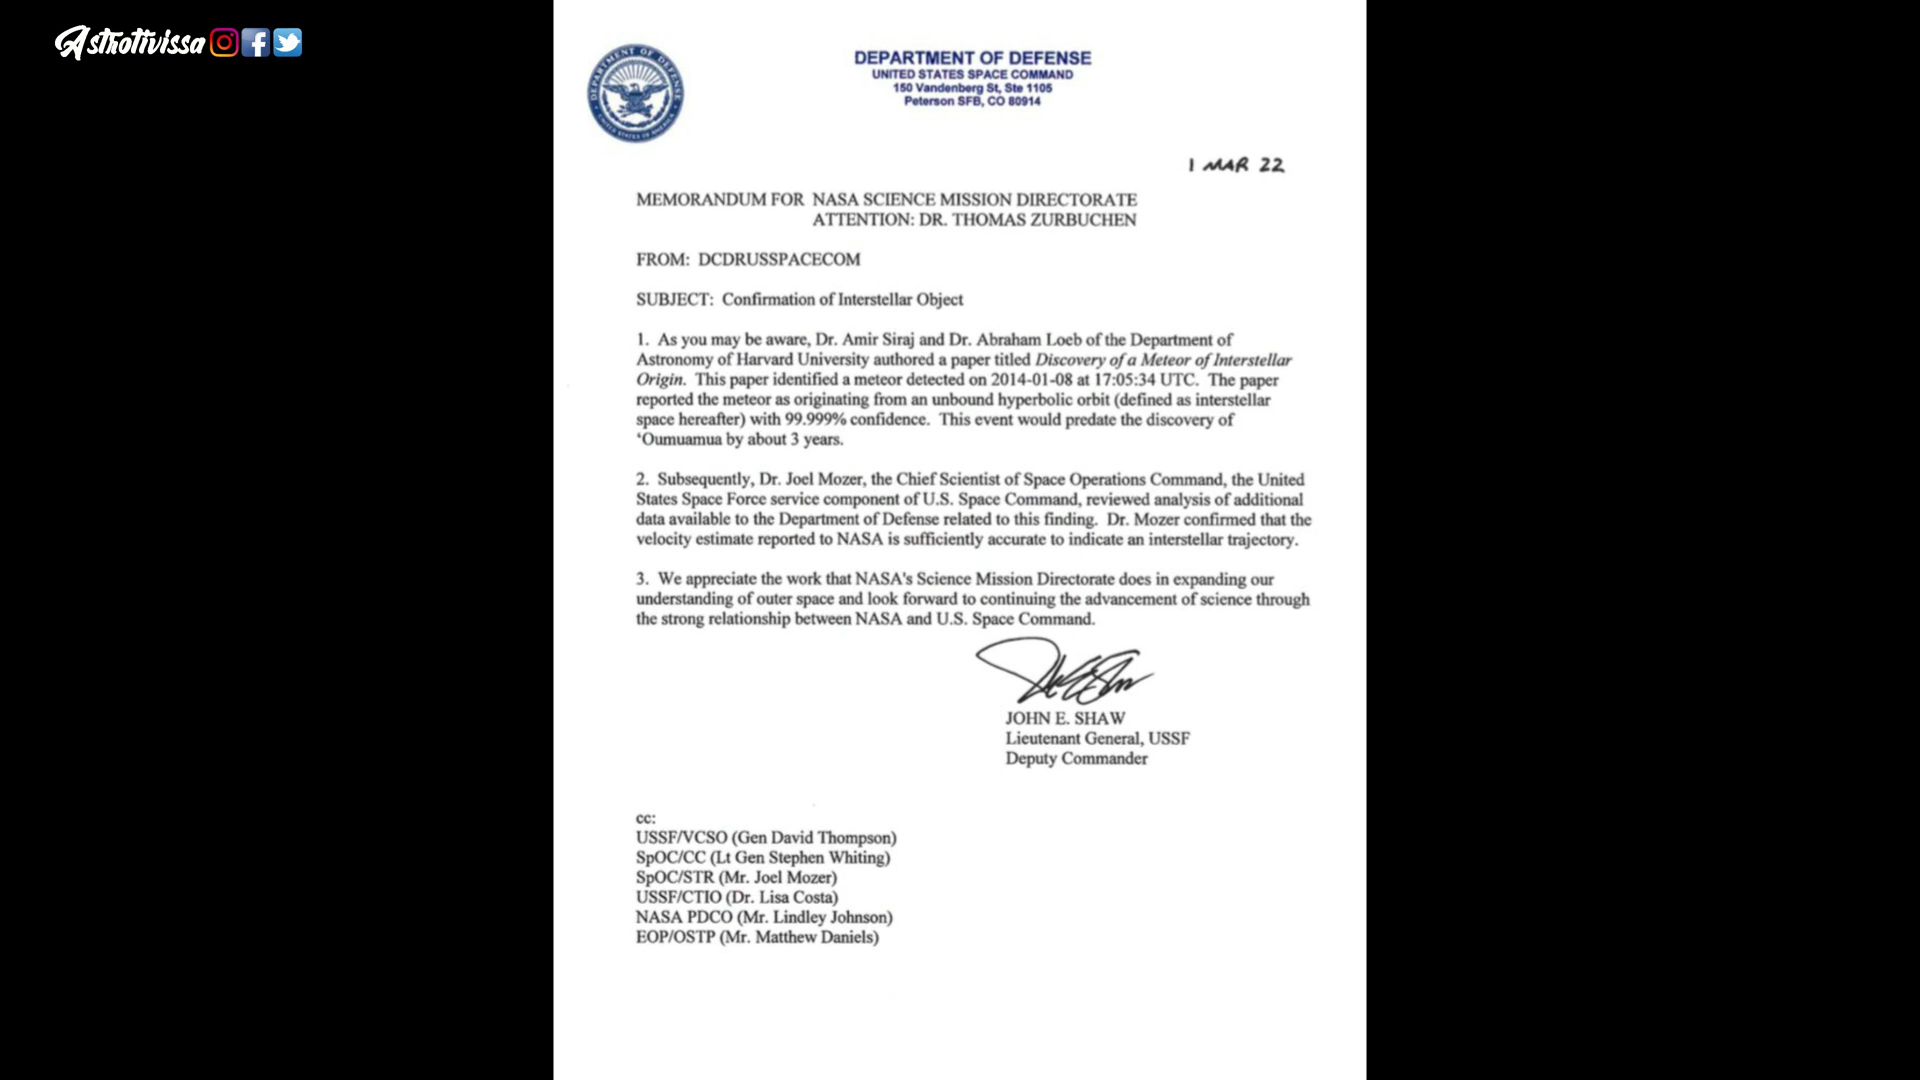 Astrotivissa
DEPARTMENT OF DEFENSE
UNITED STATES OF AMERICA
DEPARTMENT OF DEFENSE
UNITED STATES SPACE COMMAND
150 Vandenberg St, Ste 1105
Peterson SFB, CO 80914
1 MAR 22
MEMORANDUM FOR NASA SCIENCE MISSION DIRECTORATE
ATTENTION: DR. THOMAS ZURBUCHEN
FROM: DCDRUSSPACECOM
SUBJECT: Confirmation of Interstellar Object
1. As you may be aware, Dr. Amir Siraj and Dr. Abraham Loeb of the Department of
Astronomy of Harvard University authored a paper titled Discovery of a Meteor of Interstellar
Origin. This paper identified a meteor detected on 2014-01-08 at 17:05:34 UTC. The paper
reported the meteor as originating from an unbound hyperbolic orbit (defined as interstellar
space hereafter) with 99.999% confidence. This event would predate the discovery of
‘Oumuamua by about 3 years.
2. Subsequently, Dr. Joel Mozer, the Chief Scientist of Space Operations Command, the United
States Space Force service component of U.S. Space Command, reviewed analysis of additional
data available to the Department of Defense related to this finding. Dr. Mozer confirmed that the
velocity estimate reported to NASA is sufficiently accurate to indicate an interstellar trajectory.
3. We appreciate the work that NASA's Science Mission Directorate does in expanding our
understanding of outer space and look forward to continuing the advancement of science through
the strong relationship between NASA and U.S. Space Command.
JOHN E. SHAW
Lieutenant General, USSF
Deputy Commander
cc:
USSF/VCSO (Gen David Thompson)
SpOC/CC (Lt Gen Stephen Whiting)
SpOC/STR (Mr. Joel Mozer)
USSF/CTIO (Dr. Lisa Costa)
NASA PDCO (Mr. Lindley Johnson)
EOP/OSTP (Mr. Matthew Daniels)